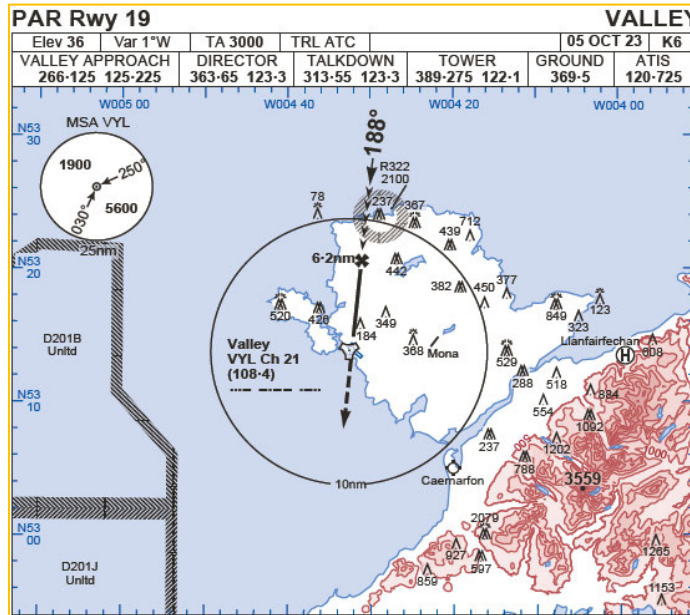 PAR Rwy 19 VALLEY
Elev 36 Var 1°W TA 3000 TRL ATC 05 OCT 23 K6
VALLEY APPROACH DIRECTOR TALKDOWN TOWER GROUND ATIS
266·125 125·225 363·65 123·3 313·55 123·3 389·275 122·1 369·5 120·725
W005 00 W004 40 W004 20 W004 00
N53
30
MSA VYL
188°
1900
250°
5600
030°
25nm
R322
2100
78
237
367
712
439
N53
20
6·2nm
442
382
450
377
520
426
349
184
849
323
123
D201B
Unltd
Valley
VYL Ch 21
(108·4)
368
Mona
529
Llanfairfechan
H
608
288
518
884
N53
10
554
1092
237
1202
788
1000
3559
10nm
Caernarfon
N53
00
2079
927
597
859
1265
1153
D201J
Unltd